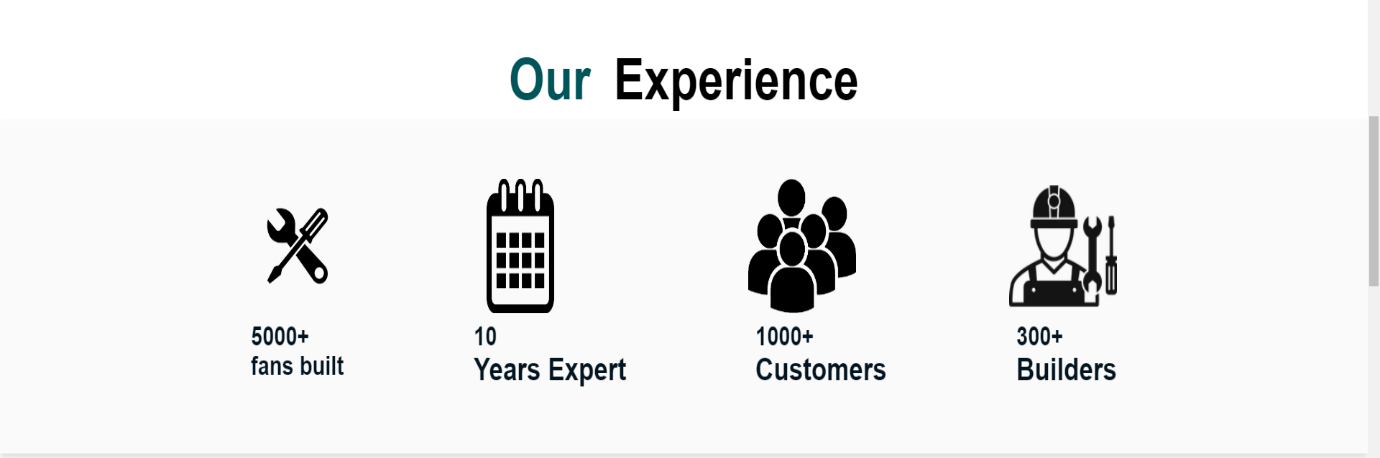 Our Experience
5000+
fans built
10
Years Expert
1000+
Customers
300+
Builders